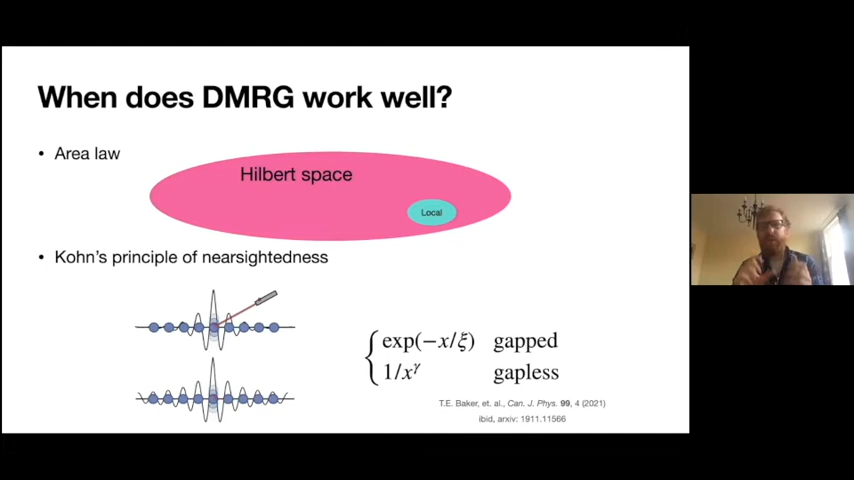 When does DMRG work well?
• Area law
Hilbert space
Local
• Kohn's principle of nearsightedness
exp(−x/ξ) gapped
1/x^γ gapless
T.E. Baker, et. al., Can. J. Phys. 99, 4 (2021)
ibid, arxiv: 1911.11566